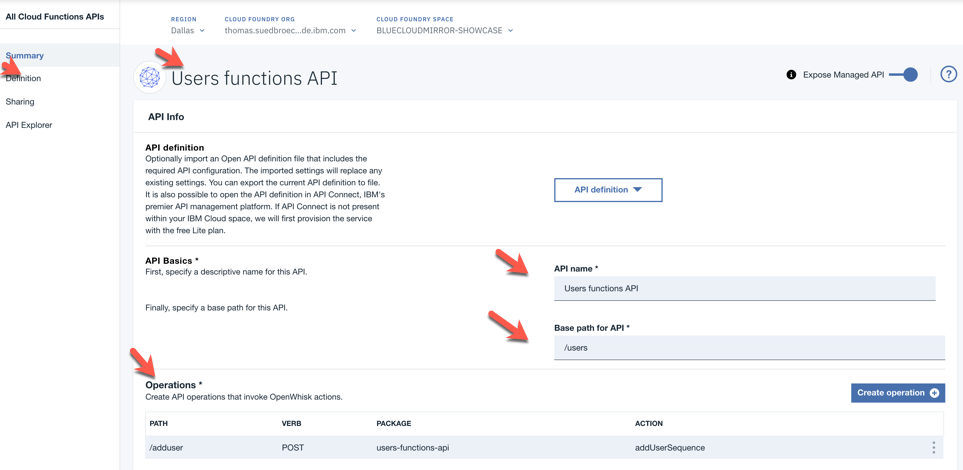 All Cloud Functions APIs
REGION
CLOUD FOUNDRY ORG
CLOUD FOUNDRY SPACE
Dallas
thomas.suedbroec...de.ibm.com
BLUECLOUDMIRROR-SHOWCASE
Summary
Definition
Sharing
API Explorer
Users functions API
Expose Managed API
?
API Info
API definition
Optionally import an Open API definition file that includes the
required API configuration. The imported settings will replace any
existing settings. You can export the current API definition to file.
It is also possible to open the API definition in API Connect, IBM's
premier API management platform. If API Connect is not present
within your IBM Cloud space, we will first provision the service
with the free Lite plan.
API definition
API Basics *
First, specify a descriptive name for this API.
API name *
Users functions API
Finally, specify a base path for this API.
Base path for API *
/users
Operations *
Create API operations that invoke OpenWhisk actions.
Create operation
PATH VERB PACKAGE ACTION
/adduser POST users-functions-api addUserSequence